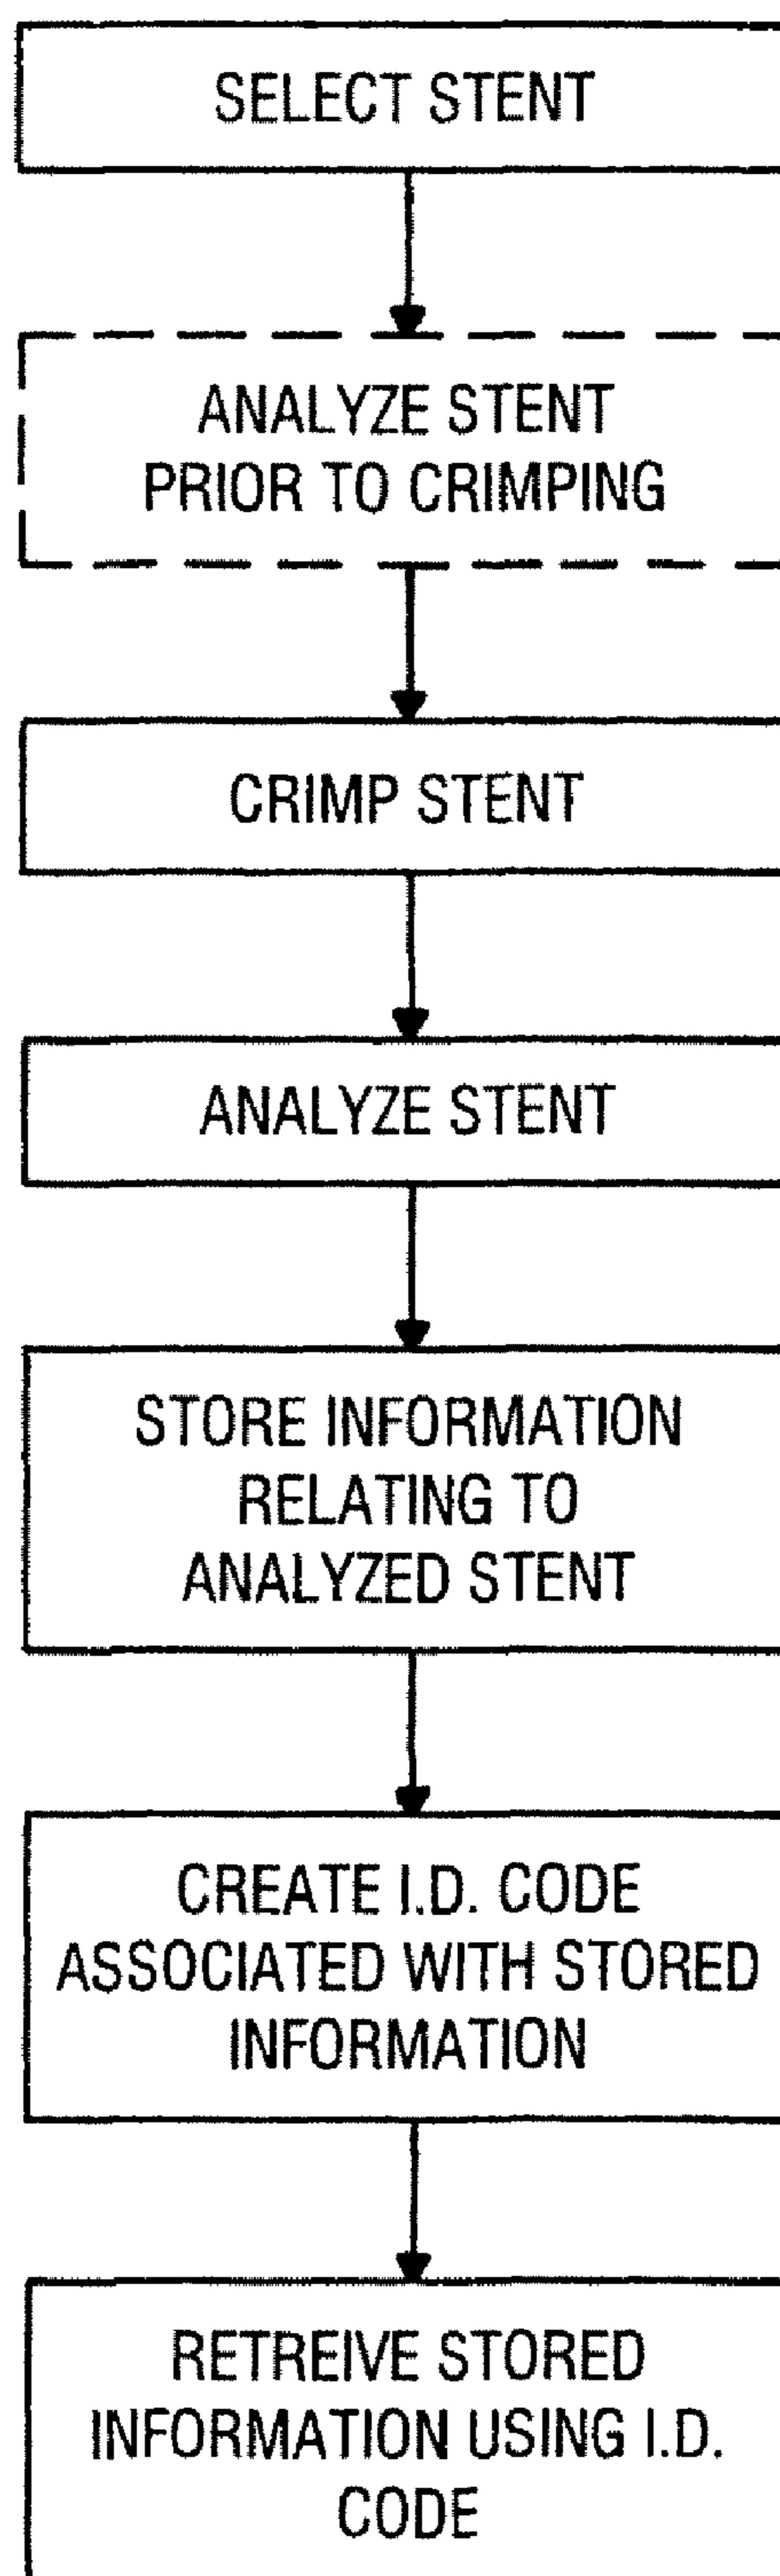 SELECT STENT
ANALYZE STENT
PRIOR TO CRIMPING
CRIMP STENT
ANALYZE STENT
STORE INFORMATION
RELATING TO
ANALYZED STENT
CREATE I.D. CODE
ASSOCIATED WITH STORED
INFORMATION
RETREIVE STORED
INFORMATION USING I.D.
CODE